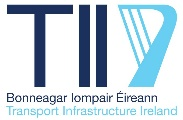 TII
Bonneagar Iompair Éireann
Transport Infrastructure Ireland